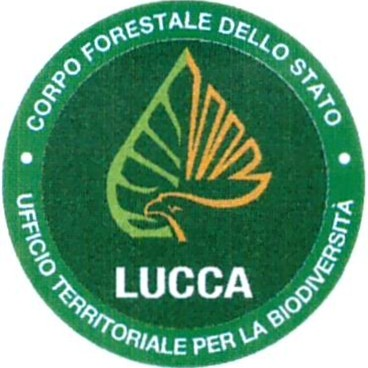 CORPO FORESTALE DELLO STATO
LUCCA
UFFICIO TERRITORIALE PER LA BIODIVERSITÀ